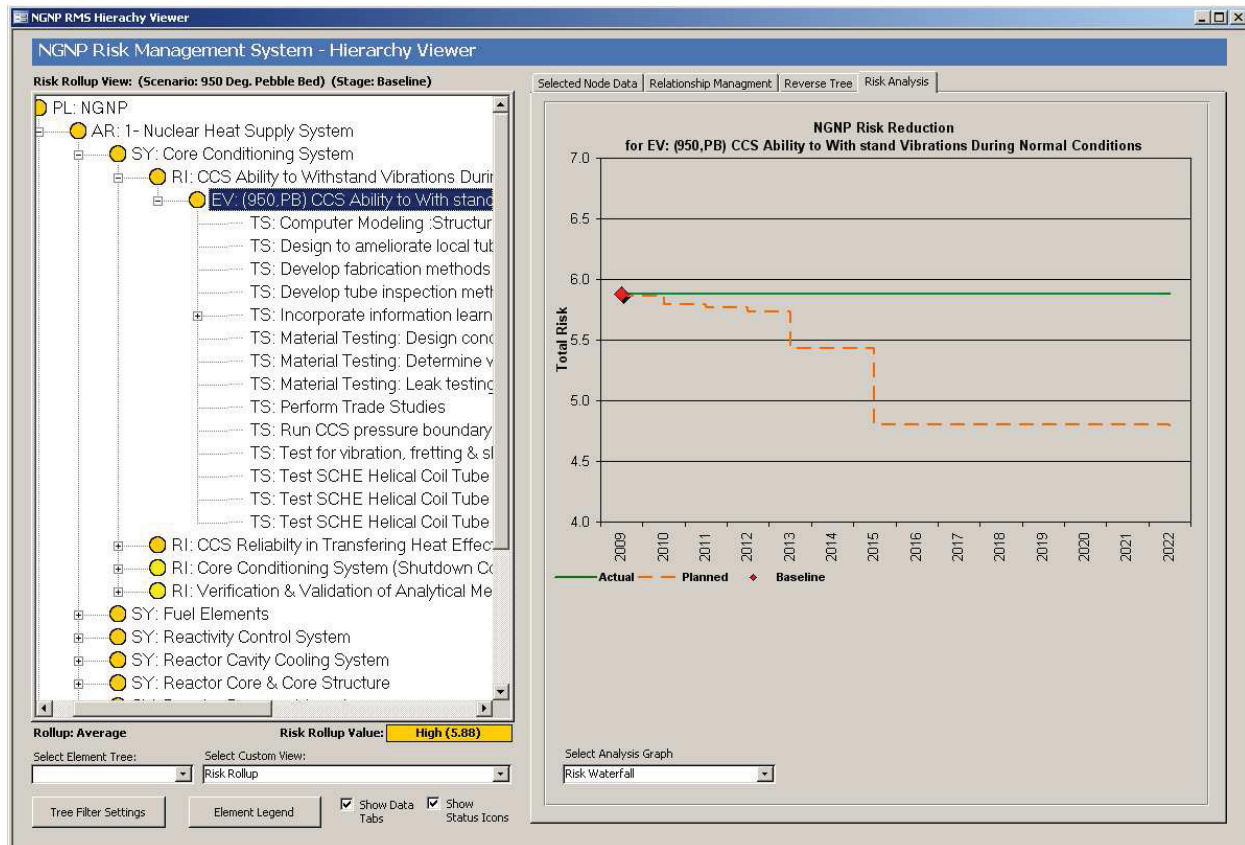 NGNP RMS Hierachy Viewer
NGNP Risk Management System - Hierarchy Viewer
Risk Rollup View: (Scenario: 950 Deg. Pebble Bed) (Stage: Baseline)
PL: NGNP
AR: 1- Nuclear Heat Supply System
SY: Core Conditioning System
RI: CCS Ability to Withstand Vibrations Durin
EV: (950,PB) CCS Ability to With stand
TS: Computer Modeling :Structur
TS: Design to ameliorate local tub
TS: Develop fabrication methods
TS: Develop tube inspection meth
TS: Incorporate information learn
TS: Material Testing: Design cond
TS: Material Testing: Determine v
TS: Material Testing: Leak testing
TS: Perform Trade Studies
TS: Run CCS pressure boundary
TS: Test for vibration, fretting & sl
TS: Test SCHE Helical Coil Tube
TS: Test SCHE Helical Coil Tube
TS: Test SCHE Helical Coil Tube
RI: CCS Reliabilty in Transfering Heat Effec
RI: Core Conditioning System (Shutdown Co
RI: Verification & Validation of Analytical Me
SY: Fuel Elements
SY: Reactivity Control System
SY: Reactor Cavity Cooling System
SY: Reactor Core & Core Structure
Rollup: Average
Risk Rollup Value: High (5.88)
Select Element Tree:
Select Custom View:
Risk Rollup
Tree Filter Settings
Element Legend
Show Data Tabs
Show Status Icons
Selected Node Data
Relationship Managment
Reverse Tree
Risk Analysis
NGNP Risk Reduction
for EV: (950,PB) CCS Ability to With stand Vibrations During Normal Conditions
Total Risk
7.0
6.5
6.0
5.5
5.0
4.5
4.0
2009
2010
2011
2012
2013
2014
2015
2016
2017
2018
2019
2020
2021
2022
Actual
Planned
Baseline
Select Analysis Graph
Risk Waterfall